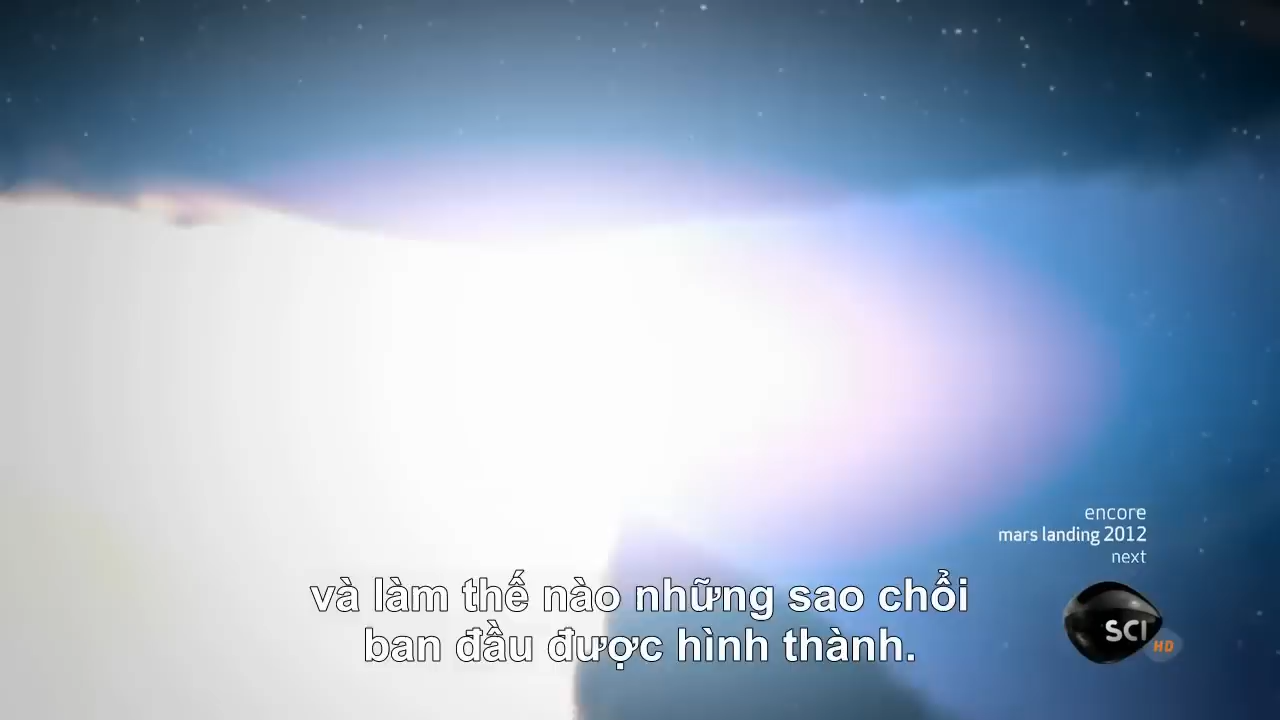 encore
mars landing 2012
next
SCI
HD
và làm thế nào những sao chổi
ban đầu được hình thành.